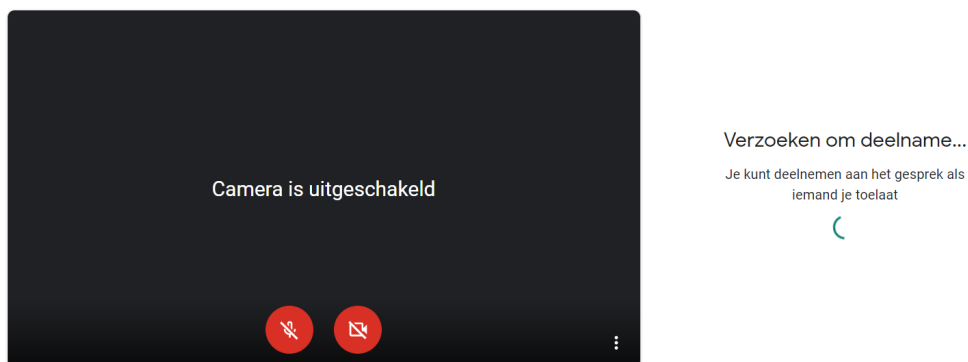 Camera is uitgeschakeld
Verzoeken om deelname...
Je kunt deelnemen aan het gesprek als
iemand je toelaat